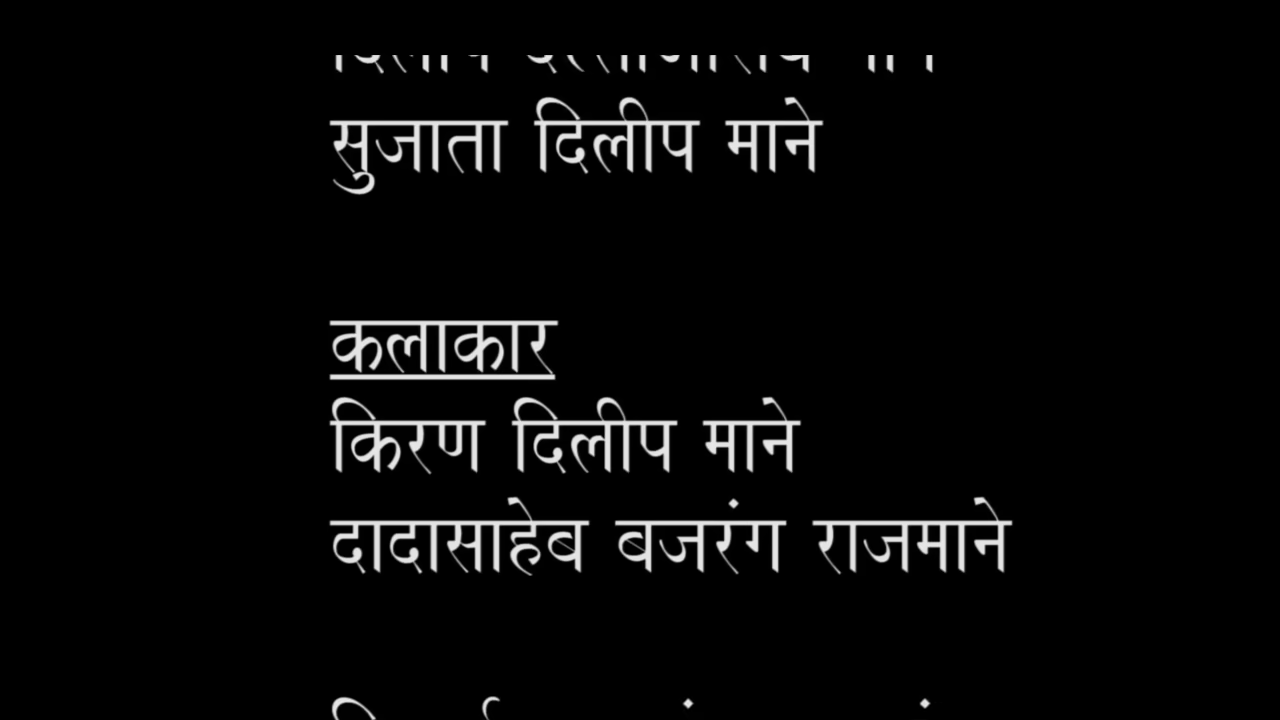 सुजाता दिलीप माने
कलाकार
किरण दिलीप माने
दादासाहेब बजरंग राजमाने